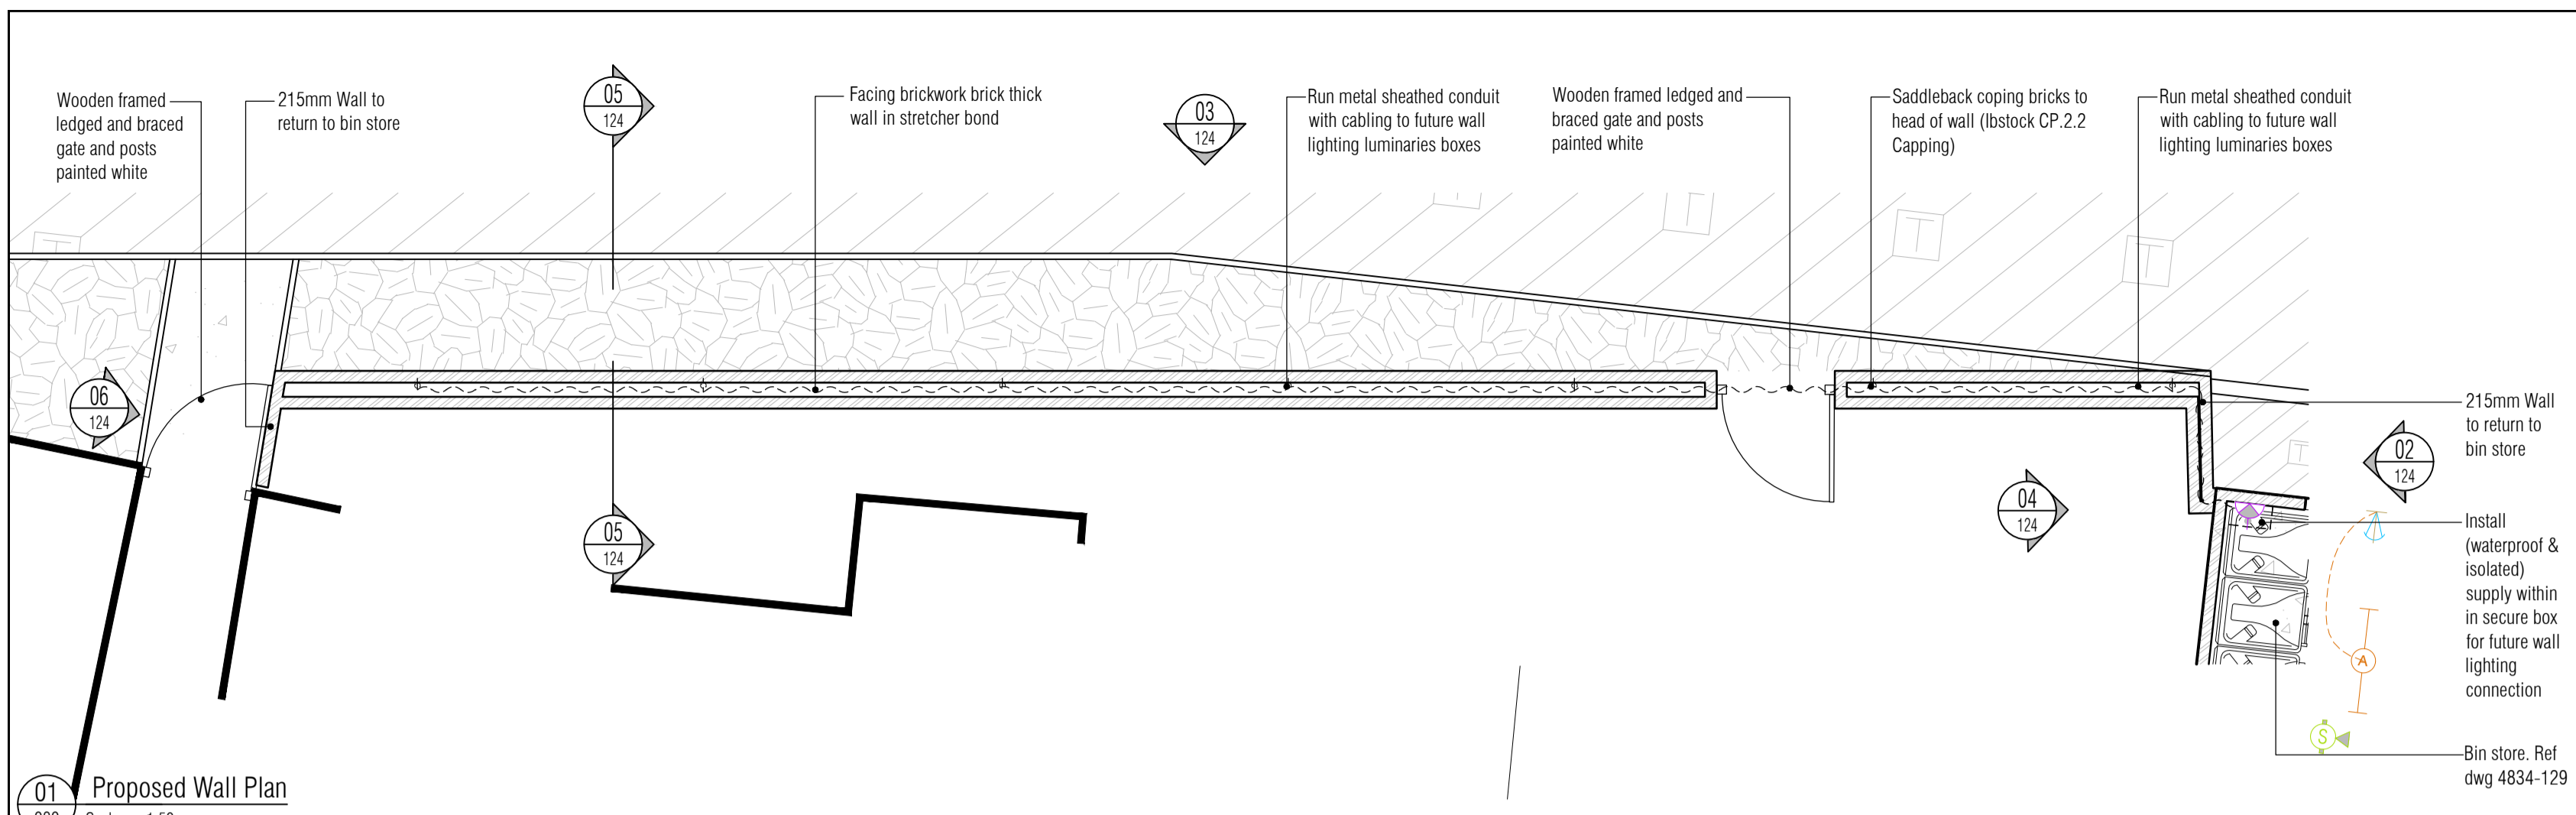 Wooden framed
ledged and braced
gate and posts
painted white
215mm Wall to
return to bin store
05
124
Facing brickwork brick thick
wall in stretcher bond
03
124
Run metal sheathed conduit
with cabling to future wall
lighting luminaries boxes
Wooden framed ledged and
braced gate and posts
painted white
Saddleback coping bricks to
head of wall (Ibstock CP.2.2
Capping)
Run metal sheathed conduit
with cabling to future wall
lighting luminaries boxes
06
124
215mm Wall
to return to
bin store
02
124
04
124
05
124
Install
(waterproof &
isolated)
supply within
in secure box
for future wall
lighting
connection
A
S
Bin store. Ref
dwg 4834-129
01
Proposed Wall Plan